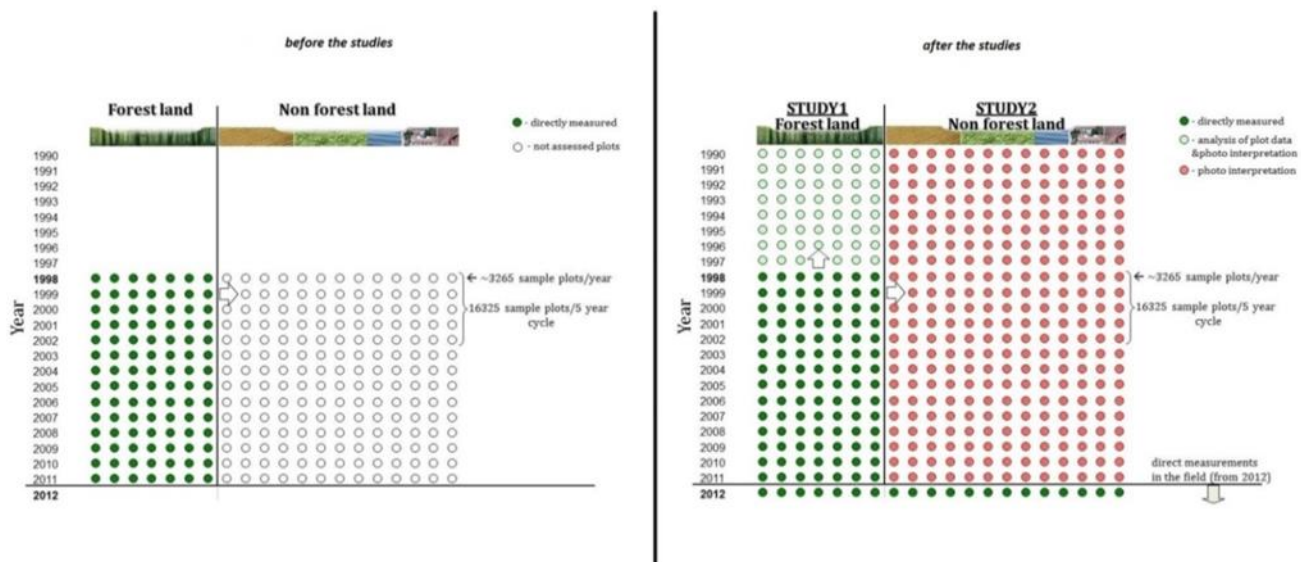 before the studies
Forest land
Non forest land
- directly measured
- not assessed plots
1990
1991
1992
1993
1994
1995
1996
1997
1998
1999
2000
2001
2002
2003
2004
2005
2006
2007
2008
2009
2010
2011
2012
Year
~3265 sample plots/year
16325 sample plots/5 year
cycle
after the studies
STUDY1
Forest land
STUDY2
Non forest land
- directly measured
- analysis of plot data
&photo interpretation
- photo interpretation
1990
1991
1992
1993
1994
1995
1996
1997
1998
1999
2000
2001
2002
2003
2004
2005
2006
2007
2008
2009
2010
2011
2012
Year
~3265 sample plots/year
16325 sample plots/5 year
cycle
direct measurements
in the field (from 2012)